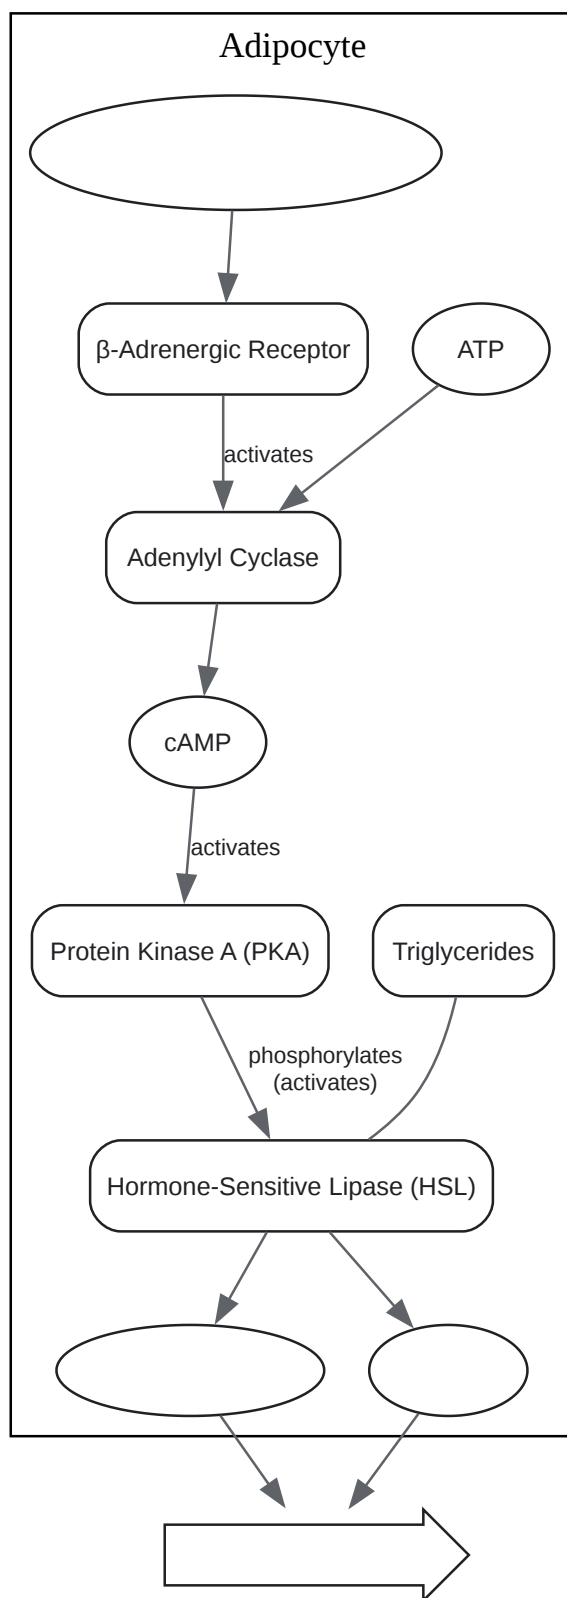 Adipocyte
β-Adrenergic Receptor
ATP
activates
Adenylyl Cyclase
cAMP
activates
Protein Kinase A (PKA)
Triglycerides
phosphorylates
(activates)
Hormone-Sensitive Lipase (HSL)